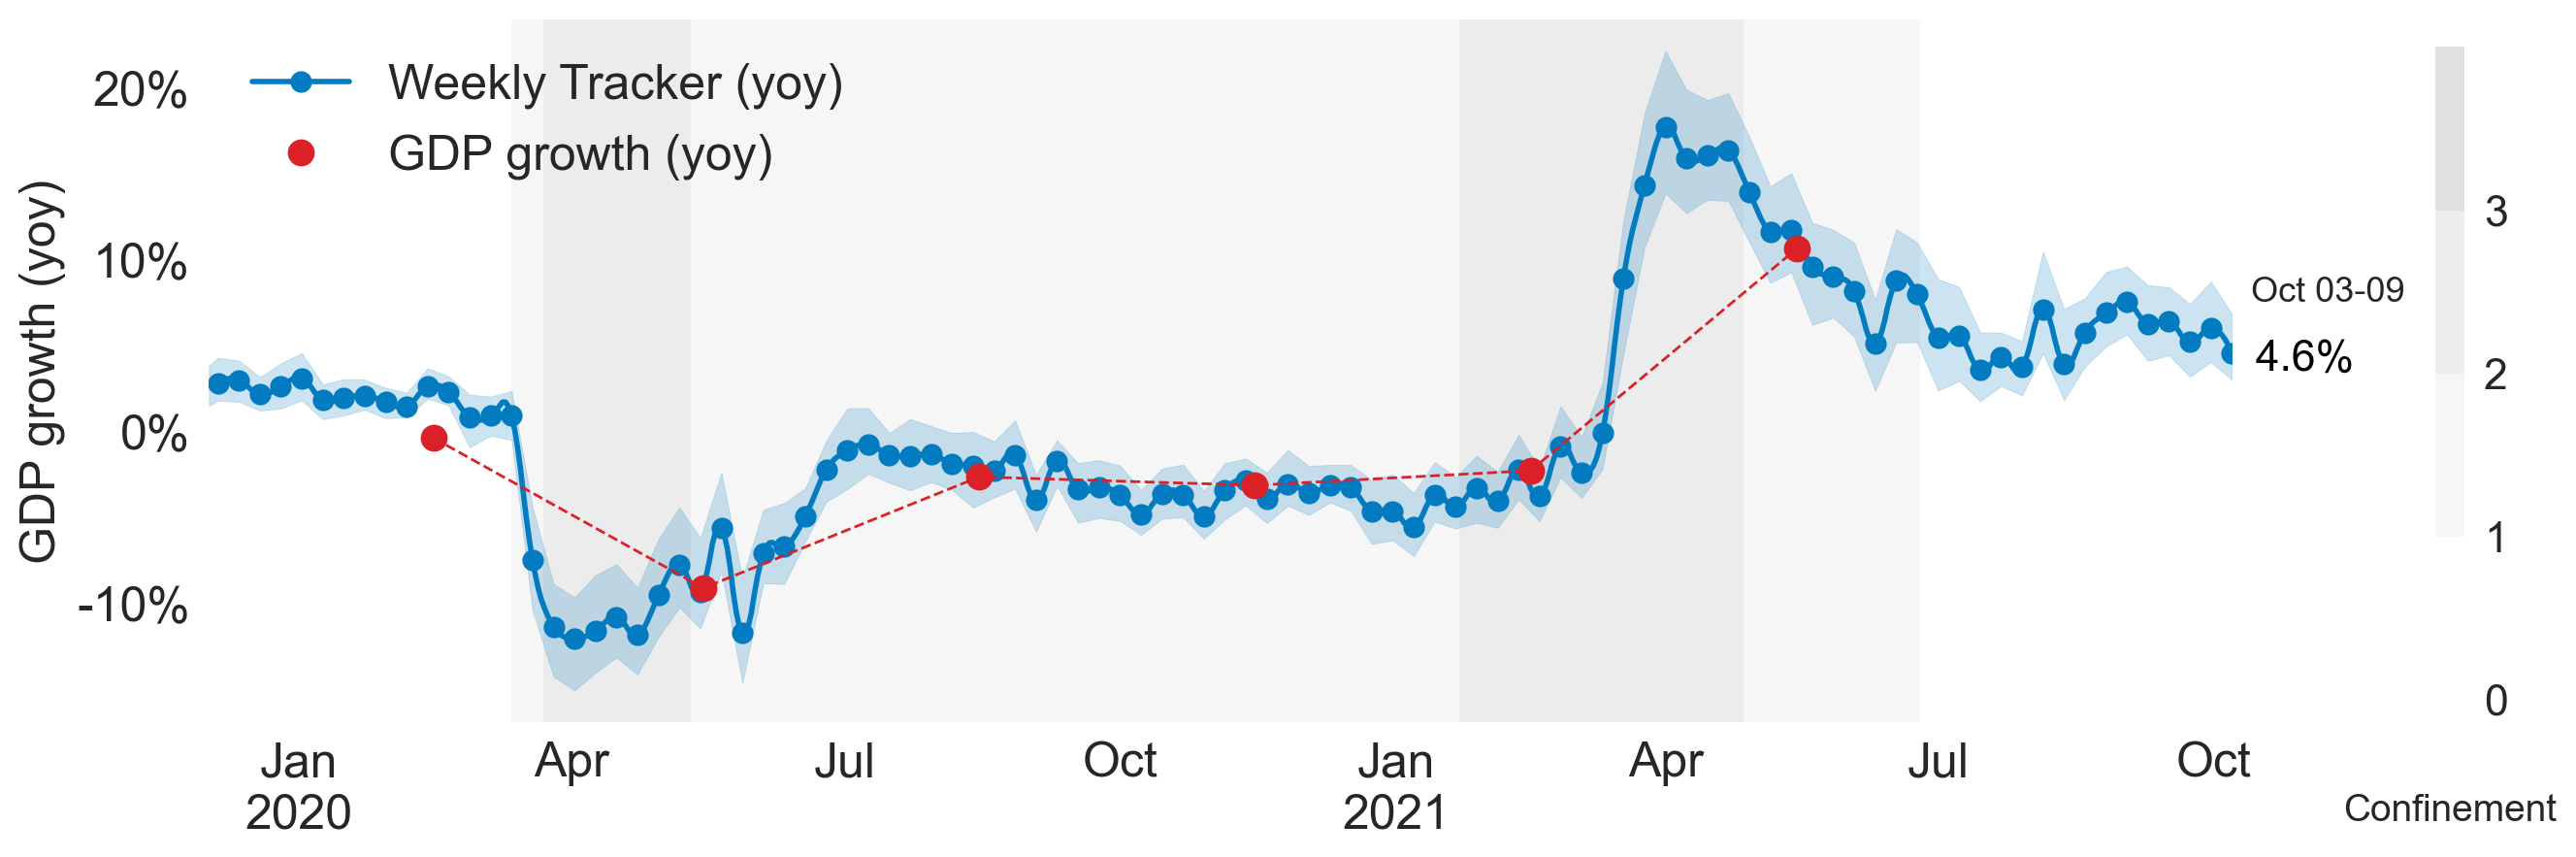 Weekly Tracker (yoy)
GDP growth (yoy)
GDP growth (yoy)
20%
10%
0%
-10%
Oct 03-09
4.6%
3
2
1
0
Jan Apr Jul Oct Jan Apr Jul Oct
2020 2021
Confinement